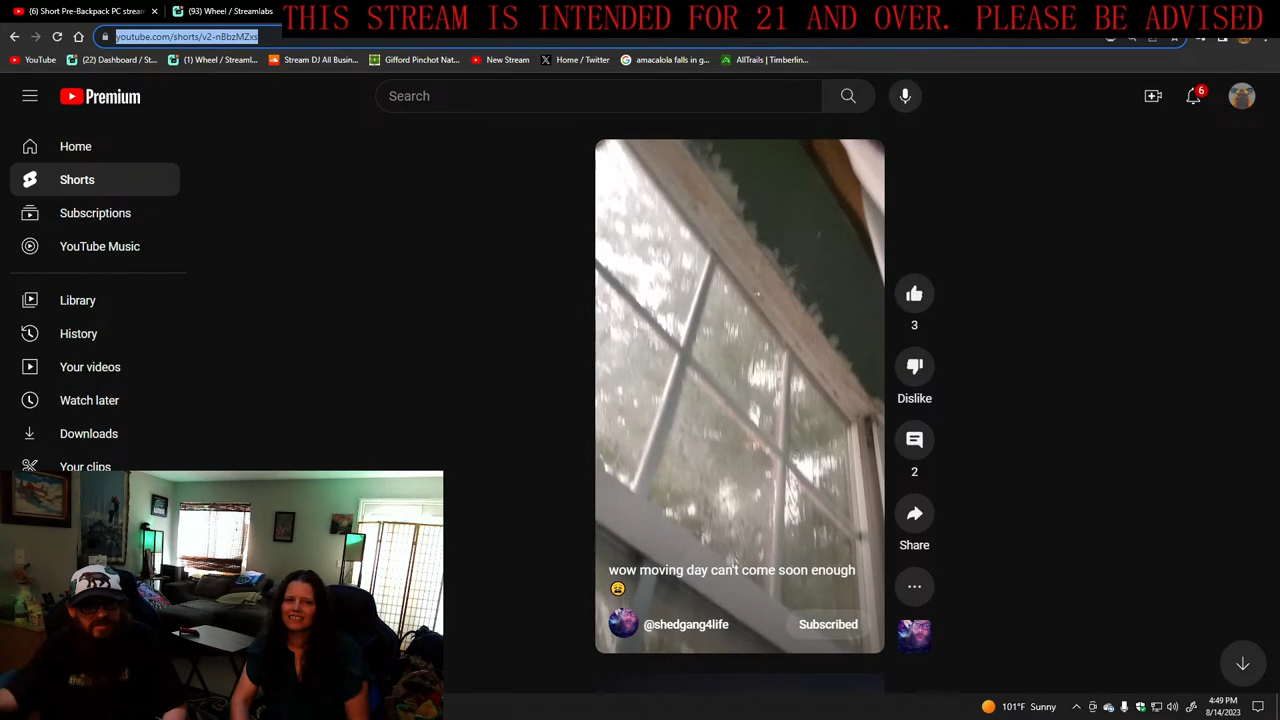 (6) Short Pre-Backpack PC stream
(93) Wheel / Streamlabs
THIS STREAM IS INTENDED FOR 21 AND OVER. PLEASE BE ADVISED
youtube.com/shorts/v2-nBbzMZxs
YouTube
(22) Dashboard / St...
(1) Wheel / Streaml...
Stream DJ All Busin...
Gifford Pinchot Nat...
New Stream
Home / Twitter
amacalola falls in g...
AllTrails | Timberlin...
Premium
Search
6
Home
Shorts
Subscriptions
YouTube Music
Library
History
Your videos
Watch later
Downloads
Your clips
3
Dislike
2
Share
wow moving day can't come soon enough
😩
@shedgang4life
Subscribed
101°F Sunny
4:49 PM
8/14/2023